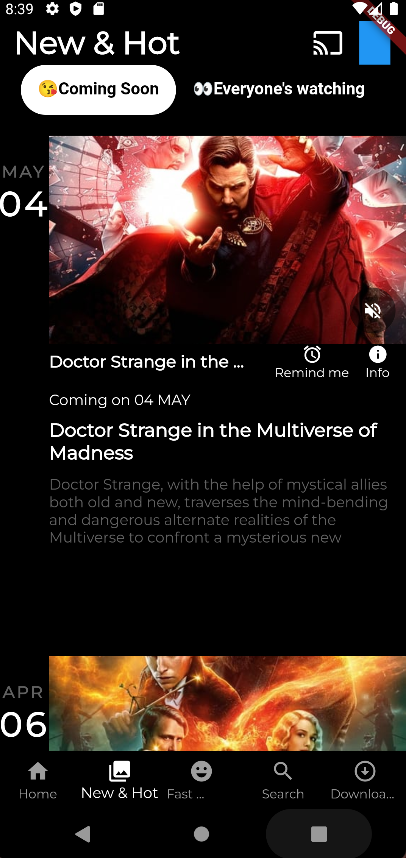 8:39
DEBUG
New & Hot
😘Coming Soon
👀Everyone's watching
MAY
04
Doctor Strange in the ...
Remind me
Info
Coming on 04 MAY
Doctor Strange in the Multiverse of
Madness
Doctor Strange, with the help of mystical allies
both old and new, traverses the mind-bending
and dangerous alternate realities of the
Multiverse to confront a mysterious new
APR
06
Home
New & Hot
Fast ...
Search
Downloa...